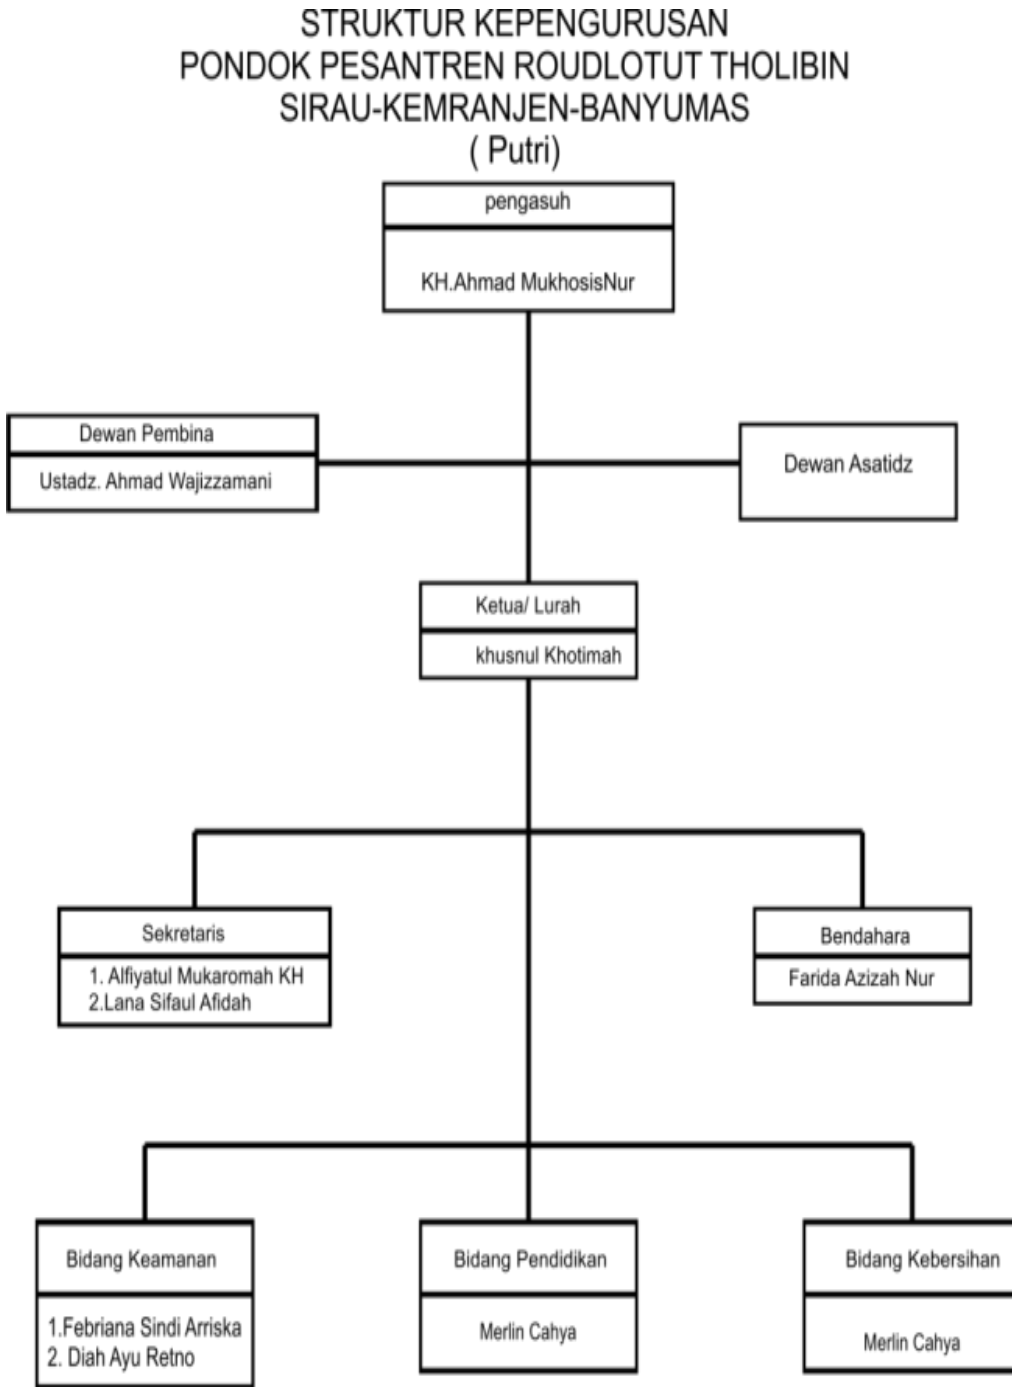 STRUKTUR KEPENGURUSAN
PONDOK PESANTREN ROUDLOTUT THOLIBIN
SIRAU-KEMRANJEN-BANYUMAS
( Putri)
pengasuh
KH.Ahmad MukhosisNur
Dewan Pembina
Ustadz. Ahmad Wajizzamani
Dewan Asatidz
Ketua/ Lurah
khusnul Khotimah
Sekretaris
1. Alfiyatul Mukaromah KH
2.Lana Sifaul Afidah
Bendahara
Farida Azizah Nur
Bidang Keamanan
1.Febriana Sindi Arriska
2. Diah Ayu Retno
Bidang Pendidikan
Merlin Cahya
Bidang Kebersihan
Merlin Cahya